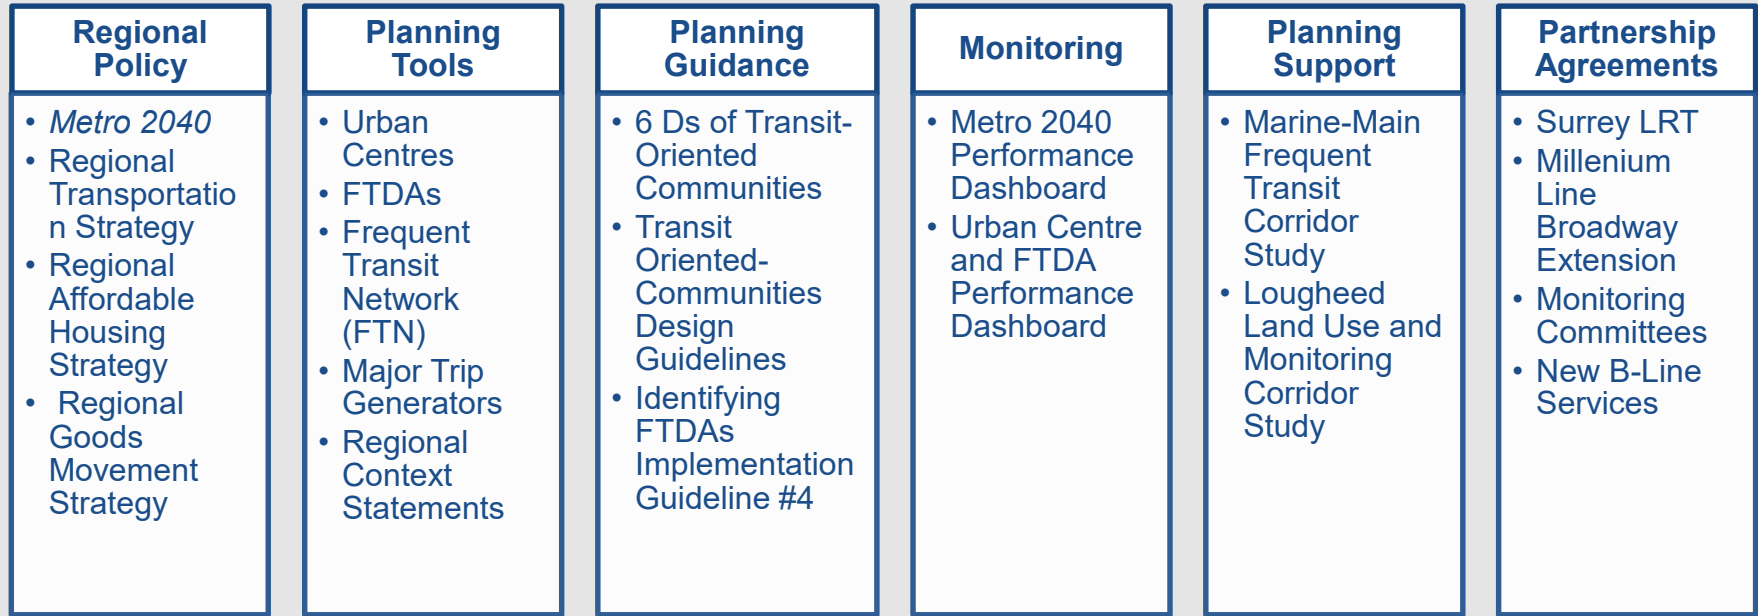 Regional
Policy
• Metro 2040
• Regional
Transportatio
n Strategy
• Regional
Affordable
Housing
Strategy
• Regional
Goods
Movement
Strategy
Planning
Tools
• Urban
Centres
• FTDAs
• Frequent
Transit
Network
(FTN)
• Major Trip
Generators
• Regional
Context
Statements
Planning
Guidance
• 6 Ds of Transit-
Oriented
Communities
• Transit
Oriented-
Communities
Design
Guidelines
• Identifying
FTDAs
Implementation
Guideline #4
Monitoring
• Metro 2040
Performance
Dashboard
• Urban Centre
and FTDA
Performance
Dashboard
Planning
Support
• Marine-Main
Frequent
Transit
Corridor
Study
• Lougheed
Land Use and
Monitoring
Corridor
Study
Partnership
Agreements
• Surrey LRT
• Millenium
Line
Broadway
Extension
• Monitoring
Committees
• New B-Line
Services